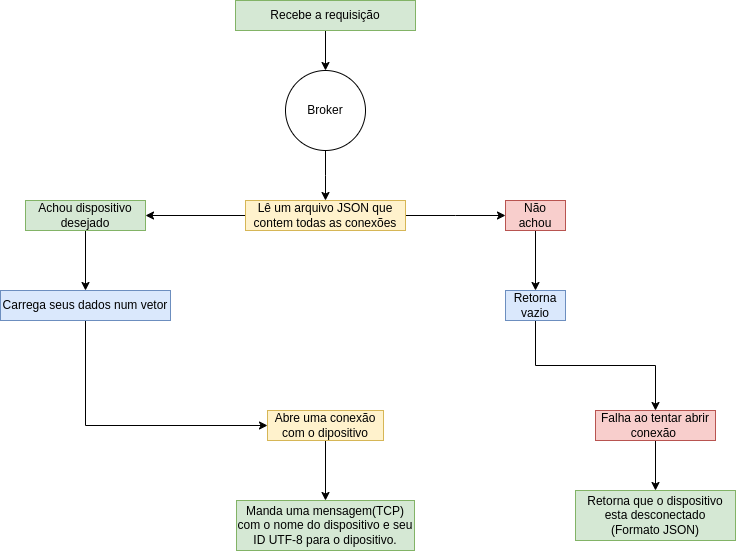 Recebe a requisição
Broker
Achou dispositivo
desejado
Lê um arquivo JSON que
contem todas as conexões
Não
achou
Carrega seus dados num vetor
Retorna
vazio
Abre uma conexão
com o dipositivo
Falha ao tentar abrir
conexão
Manda uma mensagem(TCP)
com o nome do dispositivo e seu
ID UTF-8 para o dipositivo.
Retorna que o dispositivo
esta desconectado
(Formato JSON)